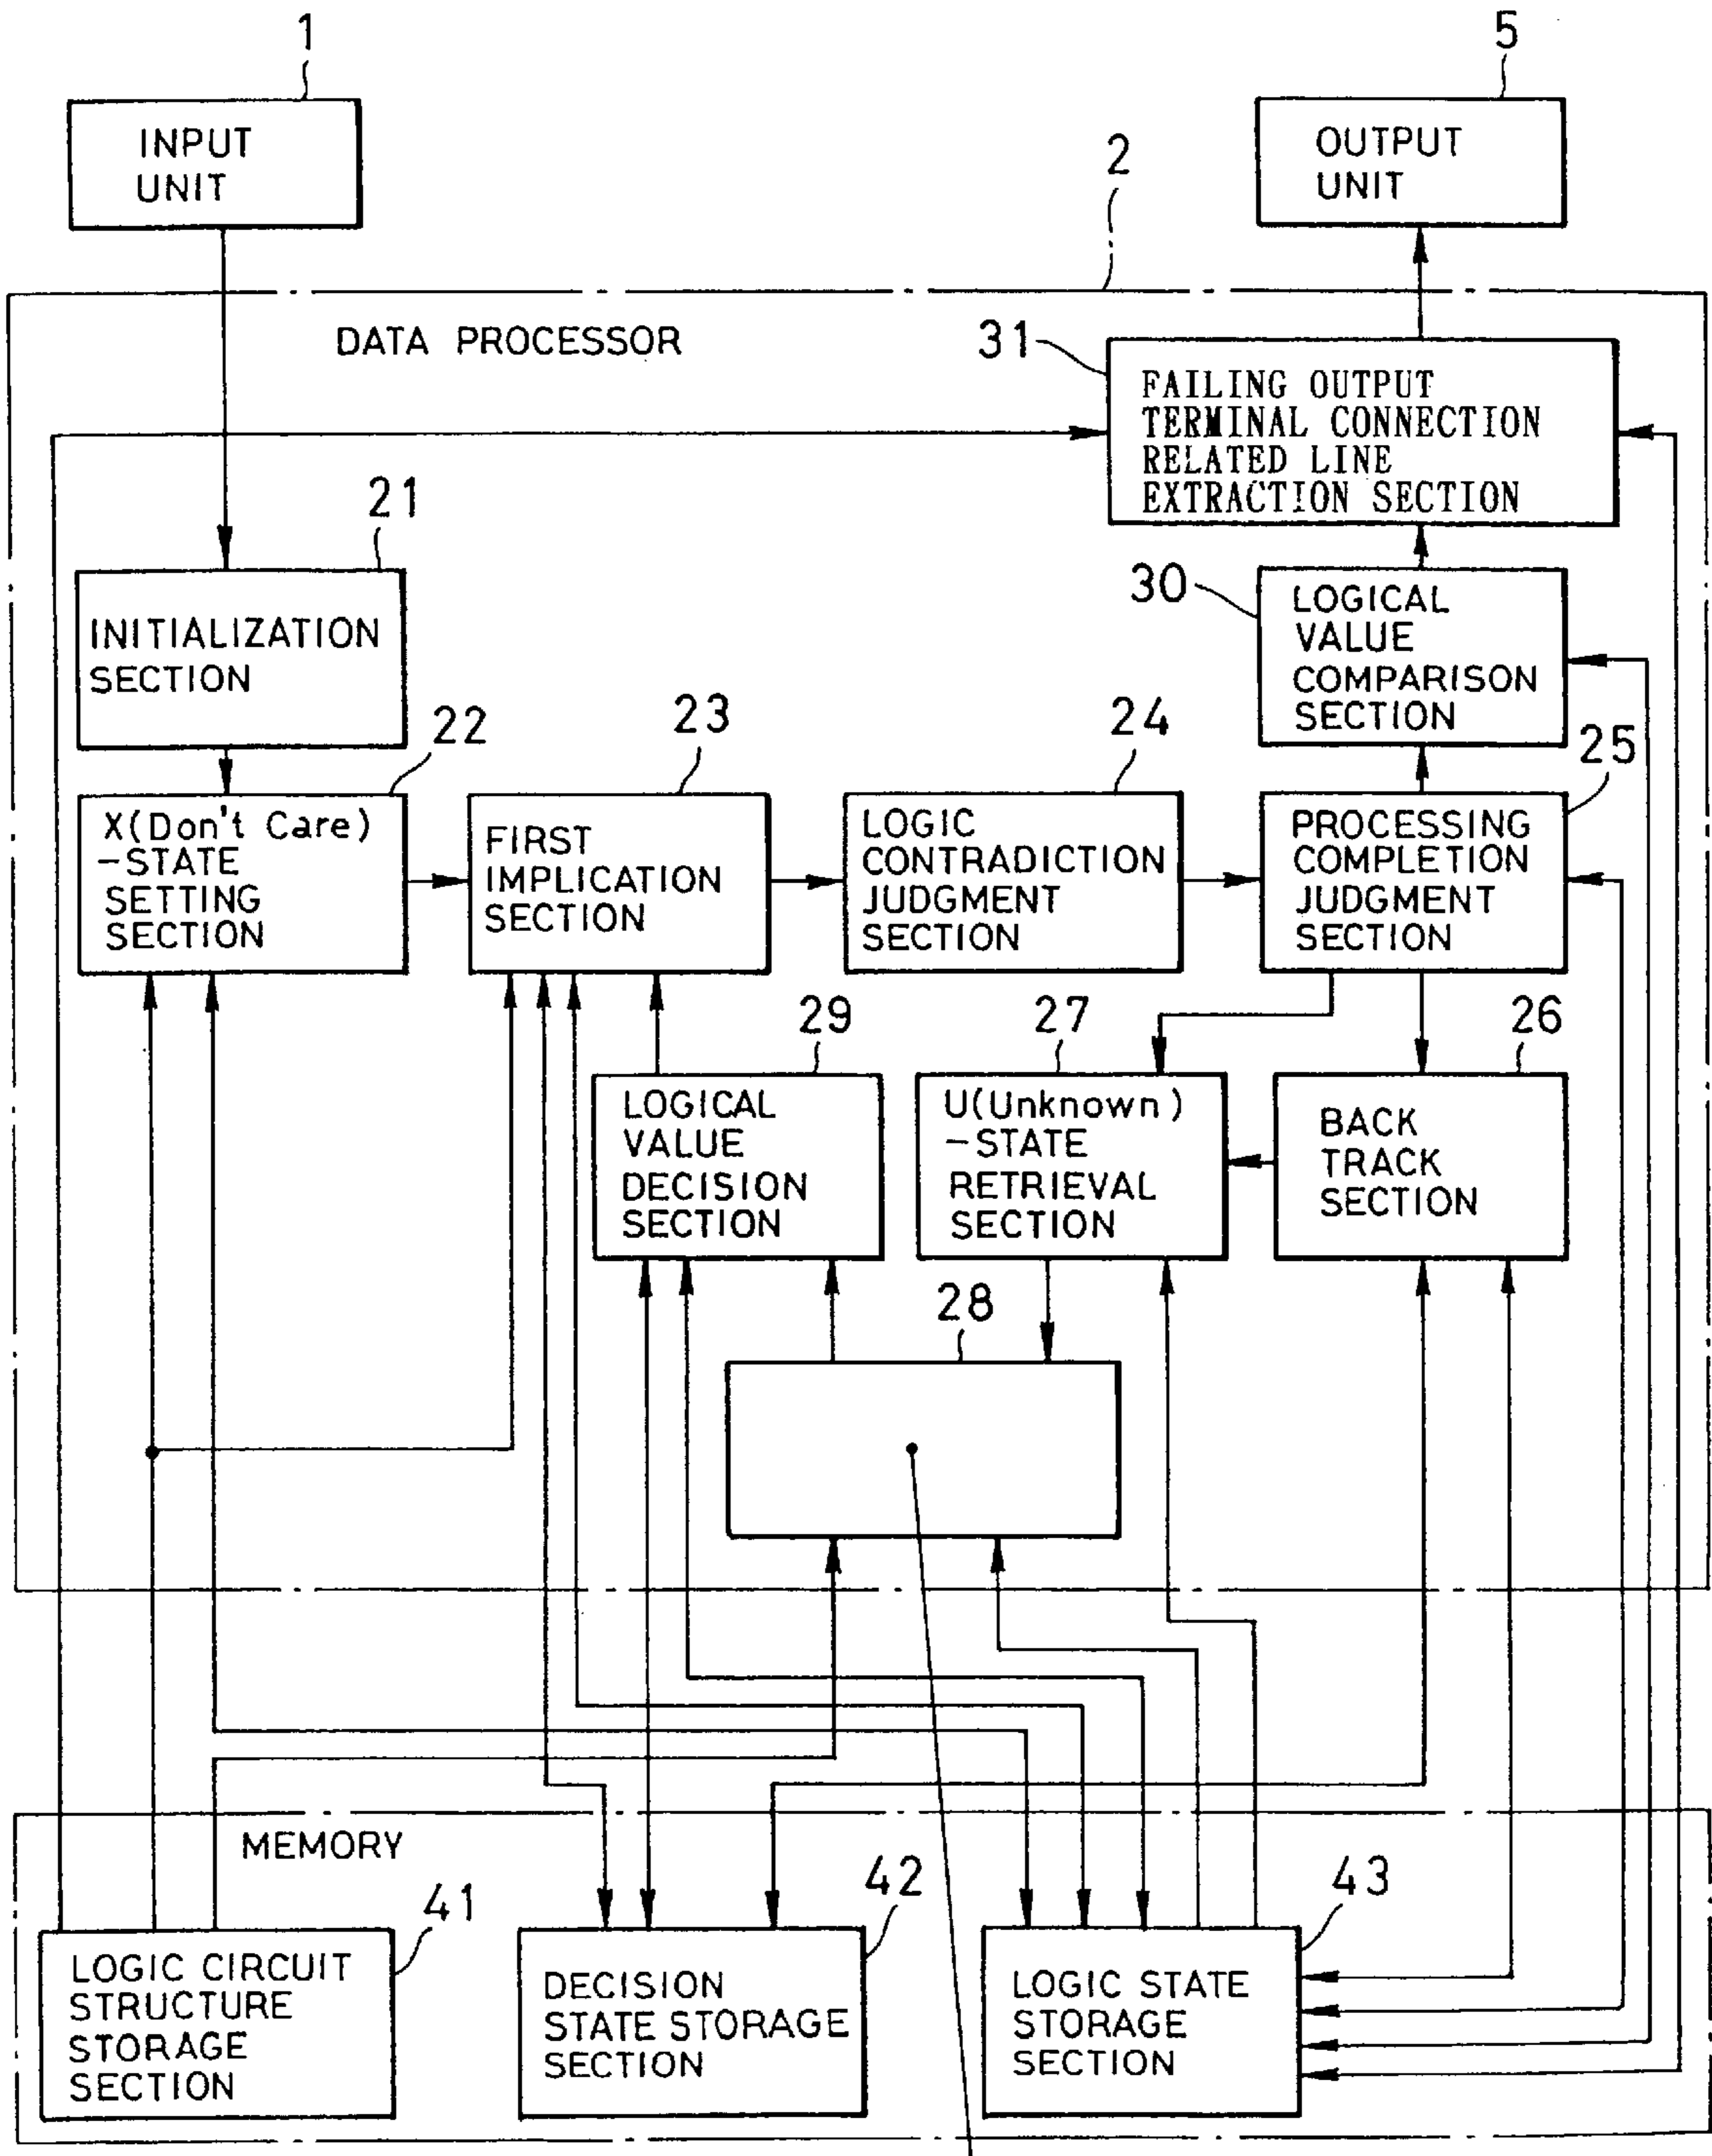 1
5
INPUT
UNIT
OUTPUT
UNIT
2
DATA PROCESSOR
31
FAILING OUTPUT
TERMINAL CONNECTION
RELATED LINE
EXTRACTION SECTION
21
30
INITIALIZATION
SECTION
LOGICAL
VALUE
COMPARISON
SECTION
22
23
24
25
X(Don't Care)
-STATE
SETTING
SECTION
FIRST
IMPLICATION
SECTION
LOGIC
CONTRADICTION
JUDGMENT
SECTION
PROCESSING
COMPLETION
JUDGMENT
SECTION
29
27
26
LOGICAL
VALUE
DECISION
SECTION
U(Unknown)
-STATE
RETRIEVAL
SECTION
BACK
TRACK
SECTION
28
MEMORY
41
42
43
LOGIC CIRCUIT
STRUCTURE
STORAGE
SECTION
DECISION
STATE STORAGE
SECTION
LOGIC STATE
STORAGE
SECTION